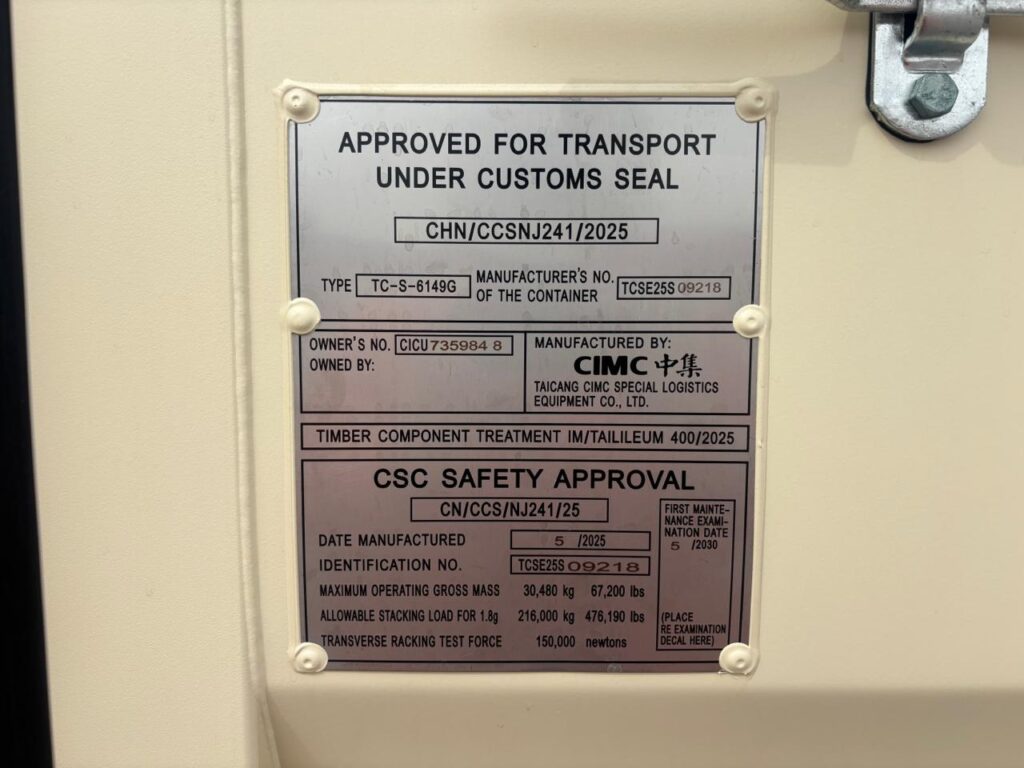 APPROVED FOR TRANSPORT
UNDER CUSTOMS SEAL
CHN/CCSNJ241/2025
TYPE TC-S-6149G
MANUFACTURER'S NO.
OF THE CONTAINER
TCSE25S 09218
OWNER'S NO. CICU 735984 8
OWNED BY:
MANUFACTURED BY:
CIMC 中集
TAICANG CIMC SPECIAL LOGISTICS
EQUIPMENT CO., LTD.
TIMBER COMPONENT TREATMENT IM/TAILILEUM 400/2025
CSC SAFETY APPROVAL
CN/CCS/NJ241/25
DATE MANUFACTURED 5 /2025
IDENTIFICATION NO. TCSE25S 09218
MAXIMUM OPERATING GROSS MASS 30,480 kg 67,200 lbs
ALLOWABLE STACKING LOAD FOR 1.8g 216,000 kg 476,190 lbs
TRANSVERSE RACKING TEST FORCE 150,000 newtons
FIRST MAINTE-
NANCE EXAMI-
NATION DATE
5 /2030
(PLACE
RE EXAMINATION
DECAL HERE)